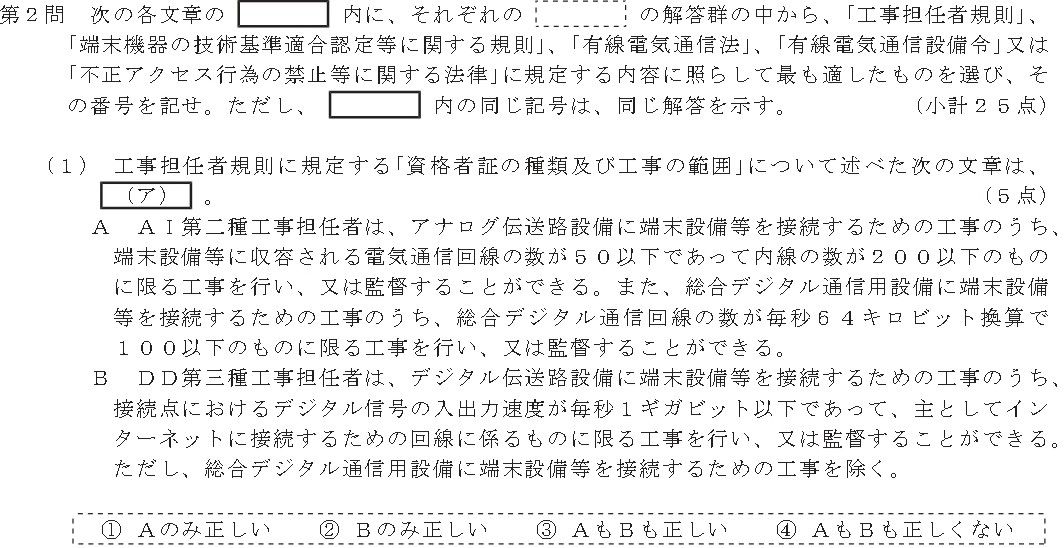 第２問 次の各文章の 内に、それぞれの の解答群の中から、「工事担任者規則」、
「端末機器の技術基準適合認定等に関する規則」、「有線電気通信法」、「有線電気通信設備令」又は
「不正アクセス行為の禁止等に関する法律」に規定する内容に照らして最も適したものを選び、そ
の番号を記せ。ただし、 内の同じ記号は、同じ解答を示す。 （小計２５点）
（１） 工事担任者規則に規定する「資格者証の種類及び工事の範囲」について述べた次の文章は、
（ア） 。 （５点）
Ａ ＡＩ第二種工事担任者は、アナログ伝送路設備に端末設備等を接続するための工事のうち、
端末設備等に収容される電気通信回線の数が５０以下であって内線の数が２００以下のもの
に限る工事を行い、又は監督することができる。また、総合デジタル通信用設備に端末設備
等を接続するための工事のうち、総合デジタル通信回線の数が毎秒６４キロビット換算で
１００以下のものに限る工事を行い、又は監督することができる。
Ｂ ＤＤ第三種工事担任者は、デジタル伝送路設備に端末設備等を接続するための工事のうち、
接続点におけるデジタル信号の入出力速度が毎秒１ギガビット以下であって、主としてイン
ターネットに接続するための回線に係るものに限る工事を行い、又は監督することができる。
ただし、総合デジタル通信用設備に端末設備等を接続するための工事を除く。
① Ａのみ正しい ② Ｂのみ正しい ③ ＡもＢも正しい ④ ＡもＢも正しくない